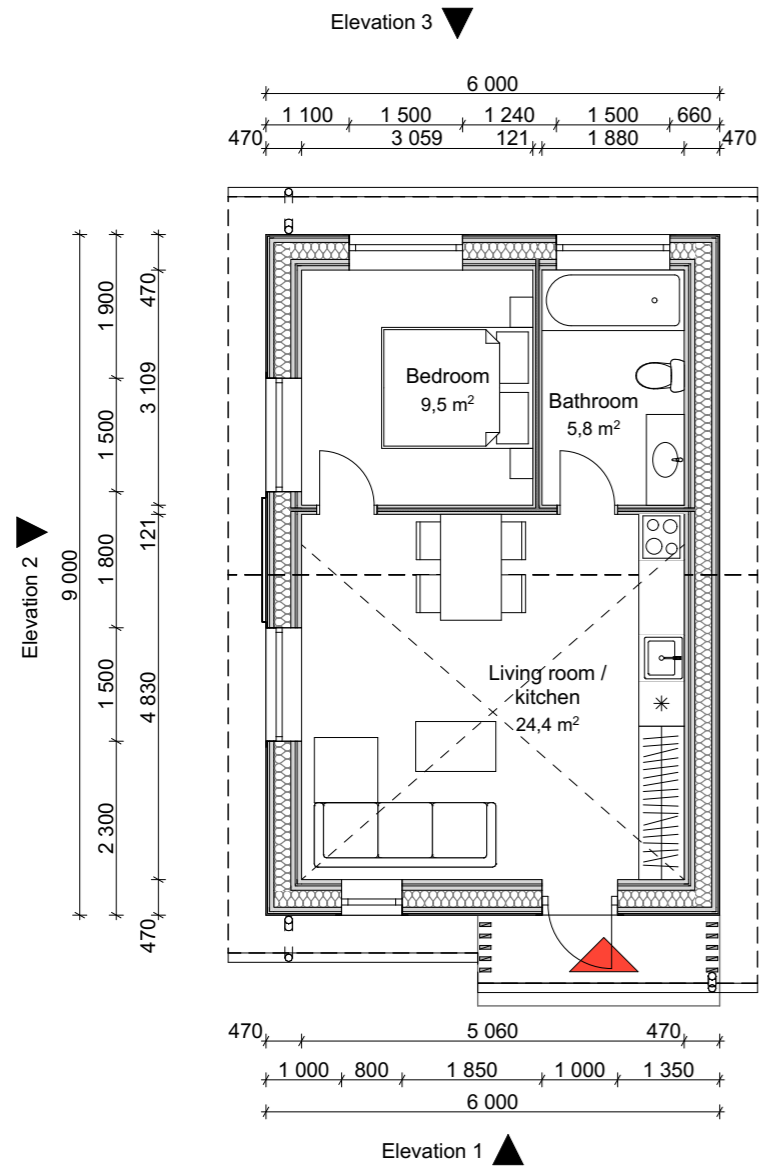 Elevation 3
6 000
1 100 1 500 1 240 1 500 660
470 3 059 121 1 880 470
1 900
470
3 109
1 500
Bedroom
9,5 m²
Bathroom
5,8 m²
Elevation 2
9 000
1 800
121
1 500
4 830
Living room /
kitchen
24,4 m²
2 300
470
470 5 060 470
1 000 800 1 850 1 000 1 350
6 000
Elevation 1